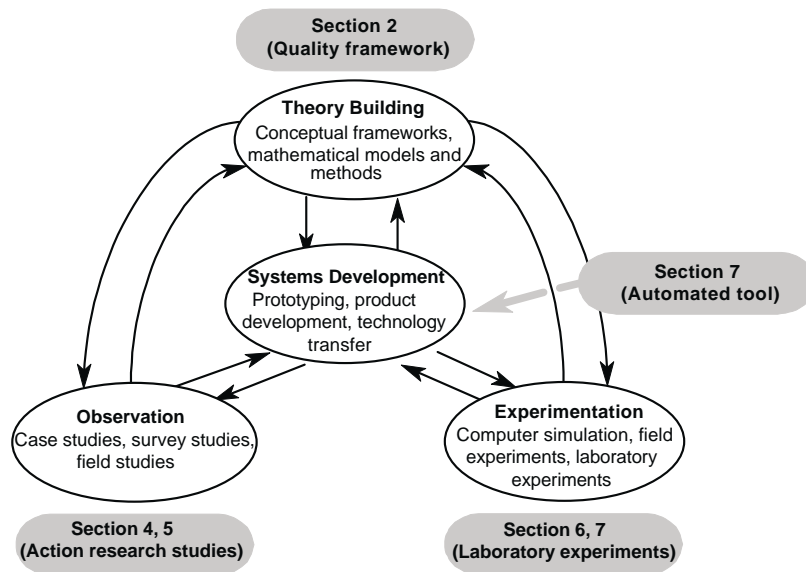 Section 2
(Quality framework)
Theory Building
Conceptual frameworks,
mathematical models and
methods
Systems Development
Prototyping, product
development, technology
transfer
Section 7
(Automated tool)
Observation
Case studies, survey studies,
field studies
Experimentation
Computer simulation, field
experiments, laboratory
experiments
Section 4, 5
(Action research studies)
Section 6, 7
(Laboratory experiments)